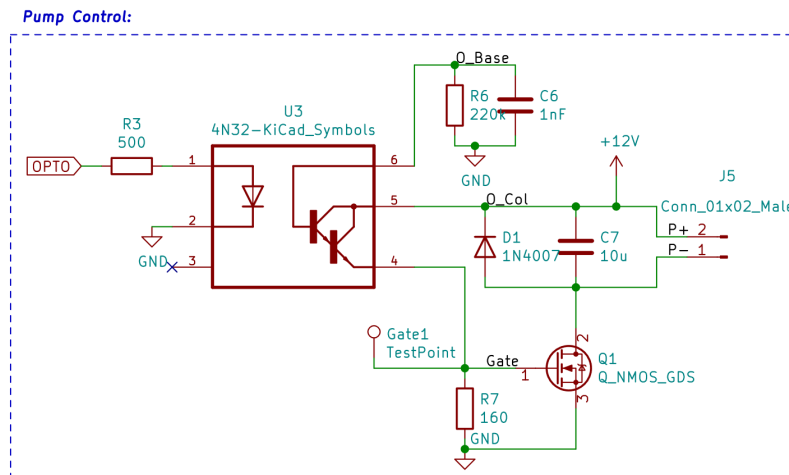 Pump Control:
O_Base
R6
220k
C6
1nF
U3
4N32-KiCad_Symbols
R3
500
+12V
OPTO
1
6
GND
J5
Conn_01x02_Male
5
O_Col
2
GND
P+ 2
P- 1
D1
1N4007
C7
10u
3
4
Gate1
TestPoint
2
Gate
1
Q1
Q_NMOS_GDS
R7
160
3
GND